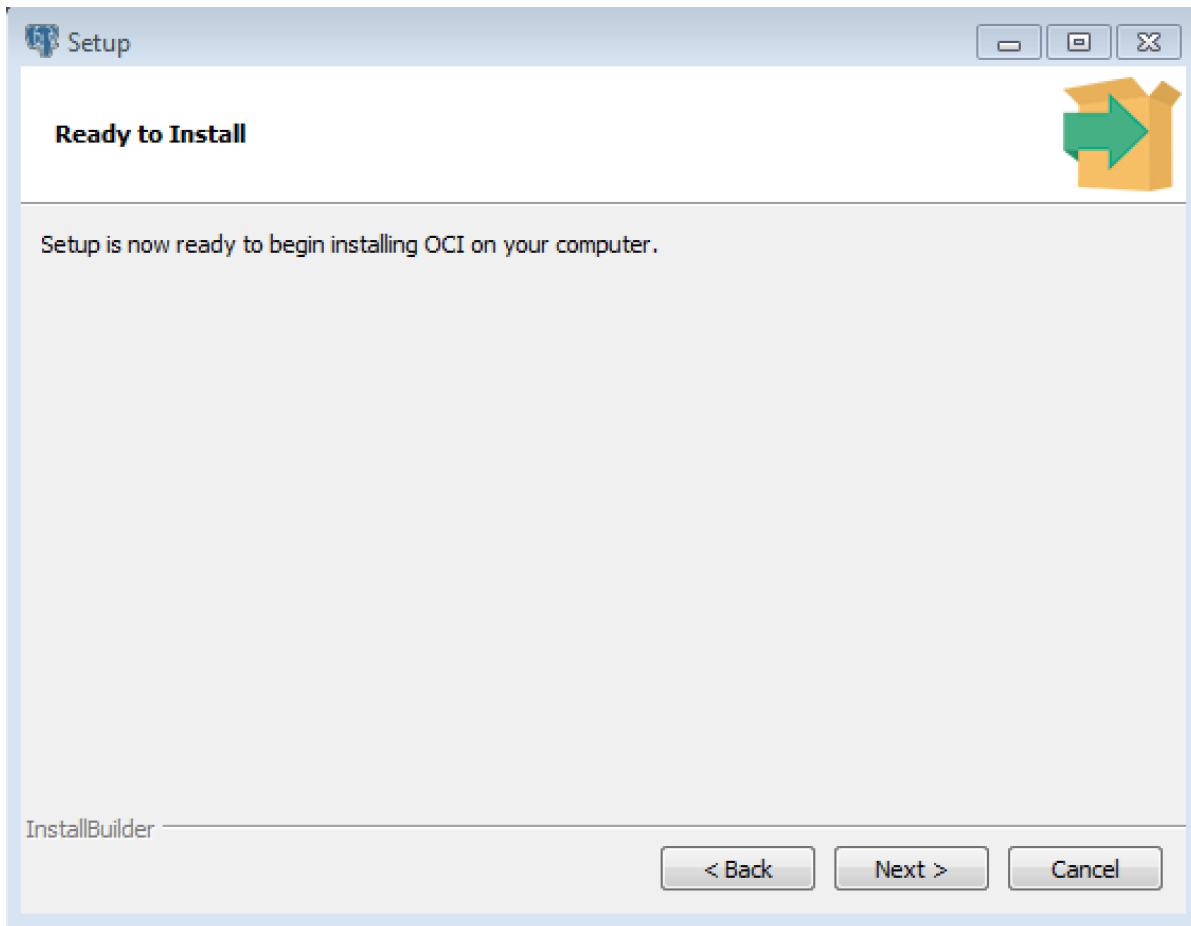 Setup
Ready to Install
Setup is now ready to begin installing OCI on your computer.
InstallBuilder
< Back Next > Cancel